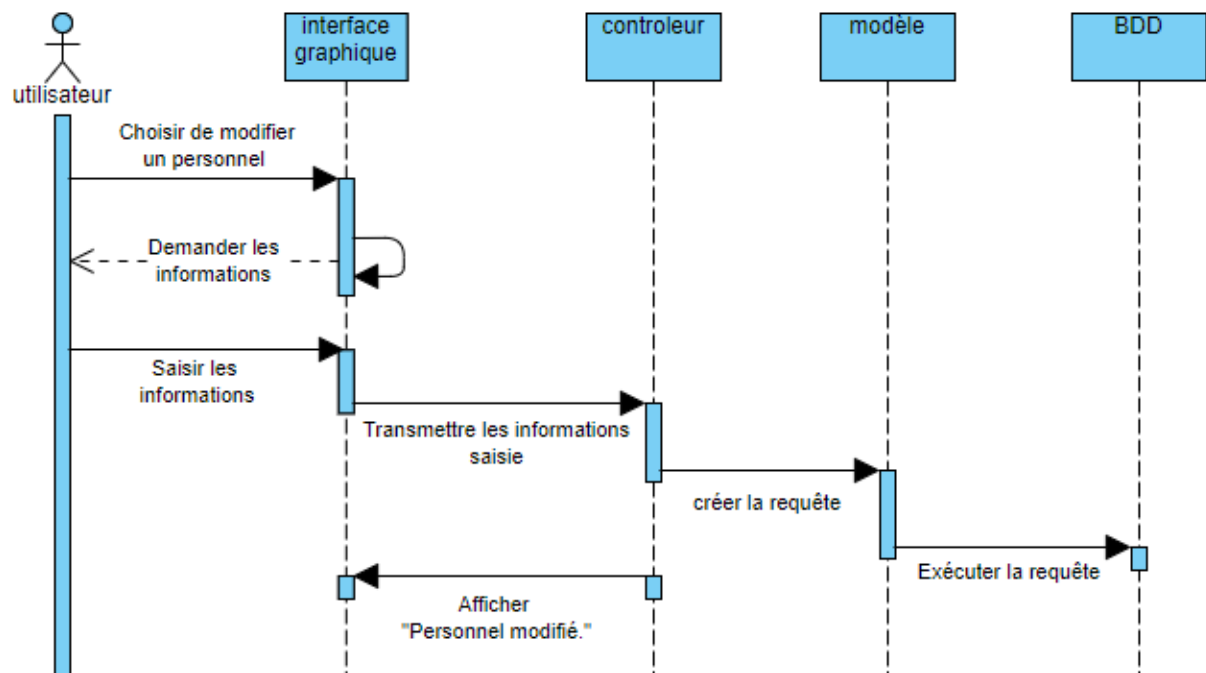 interface
graphique
controleur
modèle
BDD
utilisateur
Choisir de modifier
un personnel
Demander les
informations
Saisir les
informations
Transmettre les informations
saisie
créer la requête
Exécuter la requête
Afficher
"Personnel modifié."